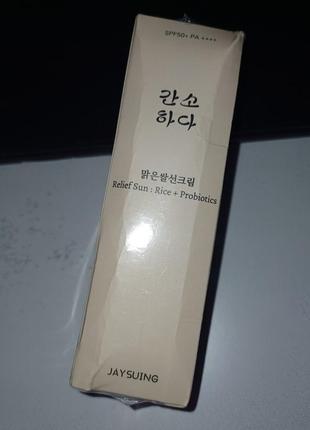 SPF50+ PA ++++
간소
하다
맑은쌀선크림
Relief Sun : Rice + Probiotics
JAYSUING